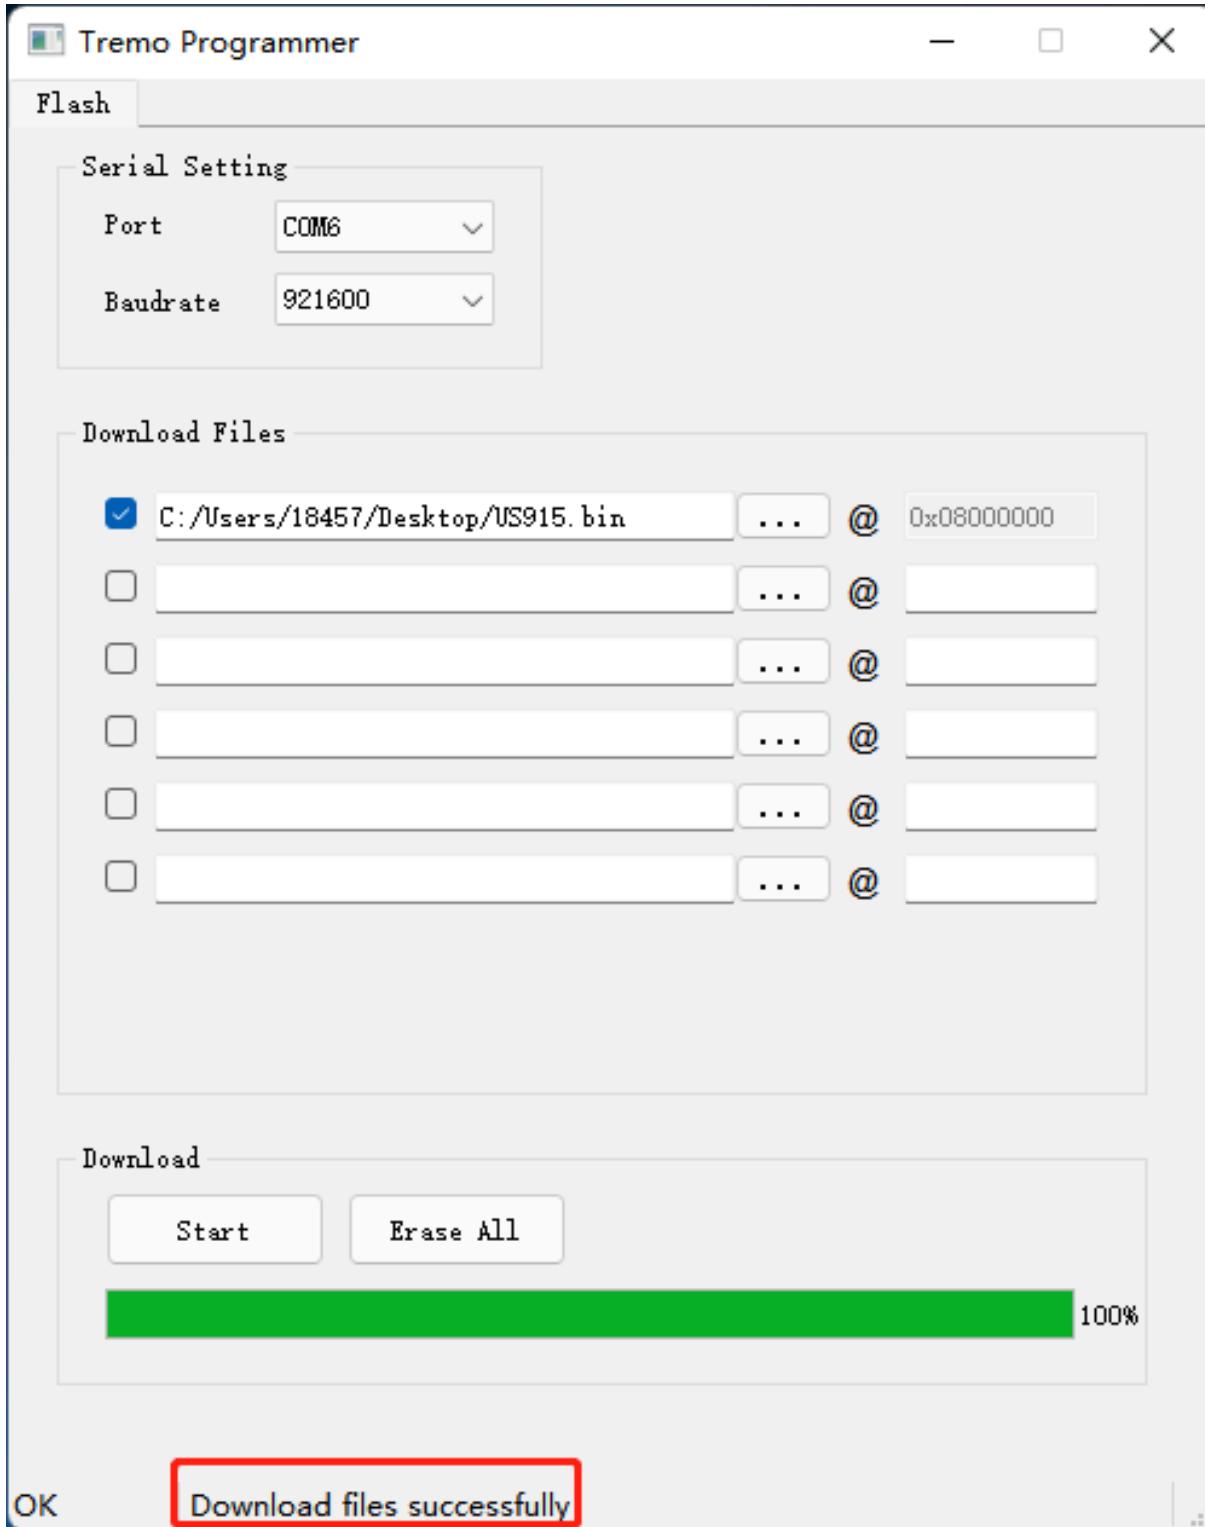 Tremo Programmer
Flash
Serial Setting
Port COM6
Baudrate 921600
Download Files
C:/Users/18457/Desktop/US915.bin ... @ 0x08000000
... @
... @
... @
... @
... @
Download
Start Erase All
100%
OK Download files successfully